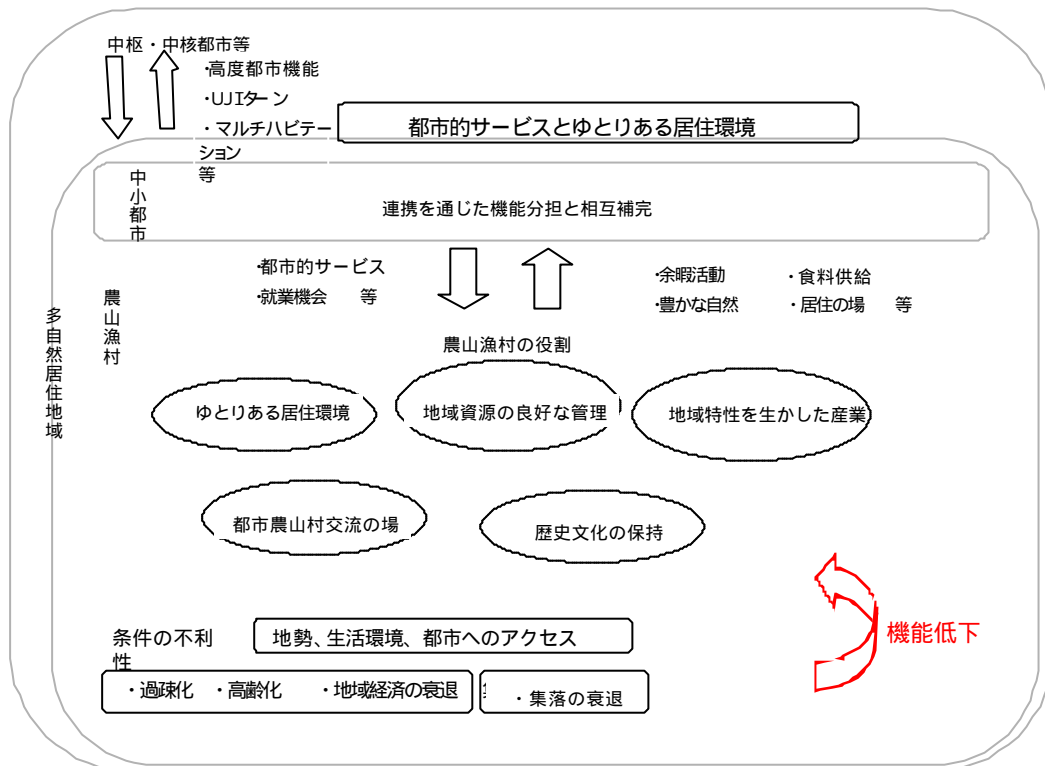 中枢・中核都市等
・高度都市機能
・UJIターン
・マルチハビテー
ション
等
都市的サービスとゆとりある居住環境
中小都市
連携を通じた機能分担と相互補完
・都市的サービス
・就業機会　等
・余暇活動　・食料供給
・豊かな自然　・居住の場　等
多自然居住地域
農山漁村
農山漁村の役割
ゆとりある居住環境
地域資源の良好な管理
地域特性を生かした産業
都市農山村交流の場
歴史文化の保持
機能低下
条件の不利
性
地勢、生活環境、都市へのアクセス
・過疎化　・高齢化　・地域経済の衰退
・集落の衰退